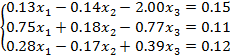 0.13x₁ − 0.14x₂ − 2.00x₃ = 0.15
0.75x₁ + 0.18x₂ − 0.77x₃ = 0.11
0.28x₁ − 0.17x₂ + 0.39x₃ = 0.12